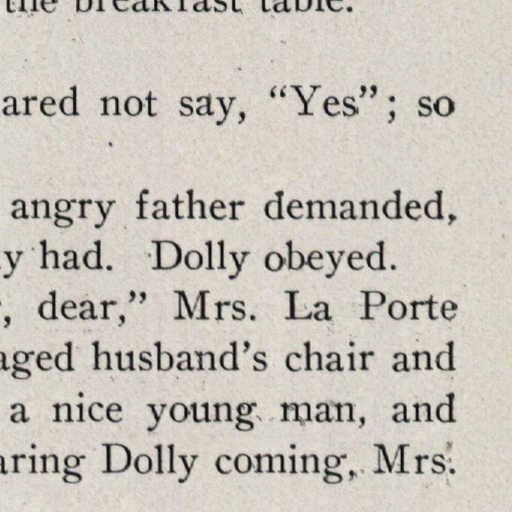 the breakfast table.
ared not say, “Yes”; so
angry father demanded,
y had. Dolly obeyed.
, dear,” Mrs. La Porte
aged husband’s chair and
a nice young man, and
aring Dolly coming, Mrs.